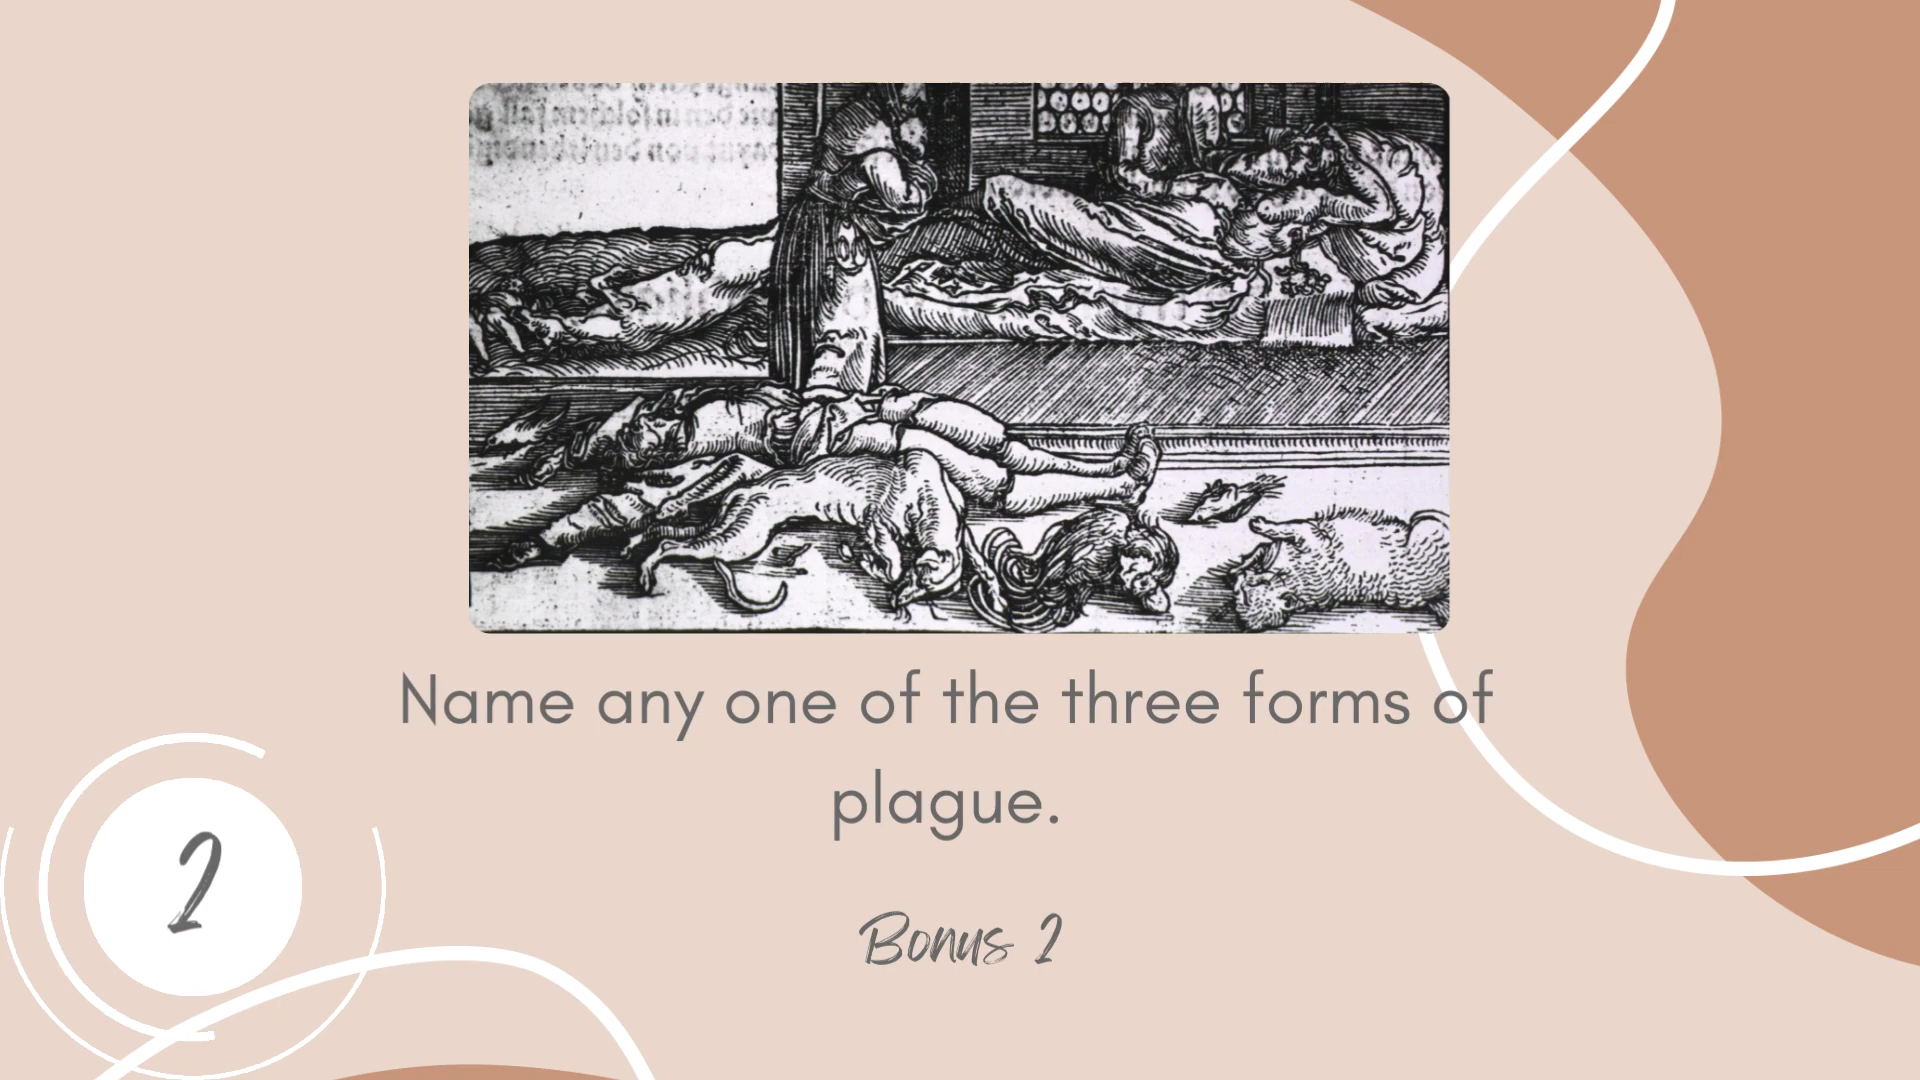 Name any one of the three forms of
plague.
Bonus 2
2